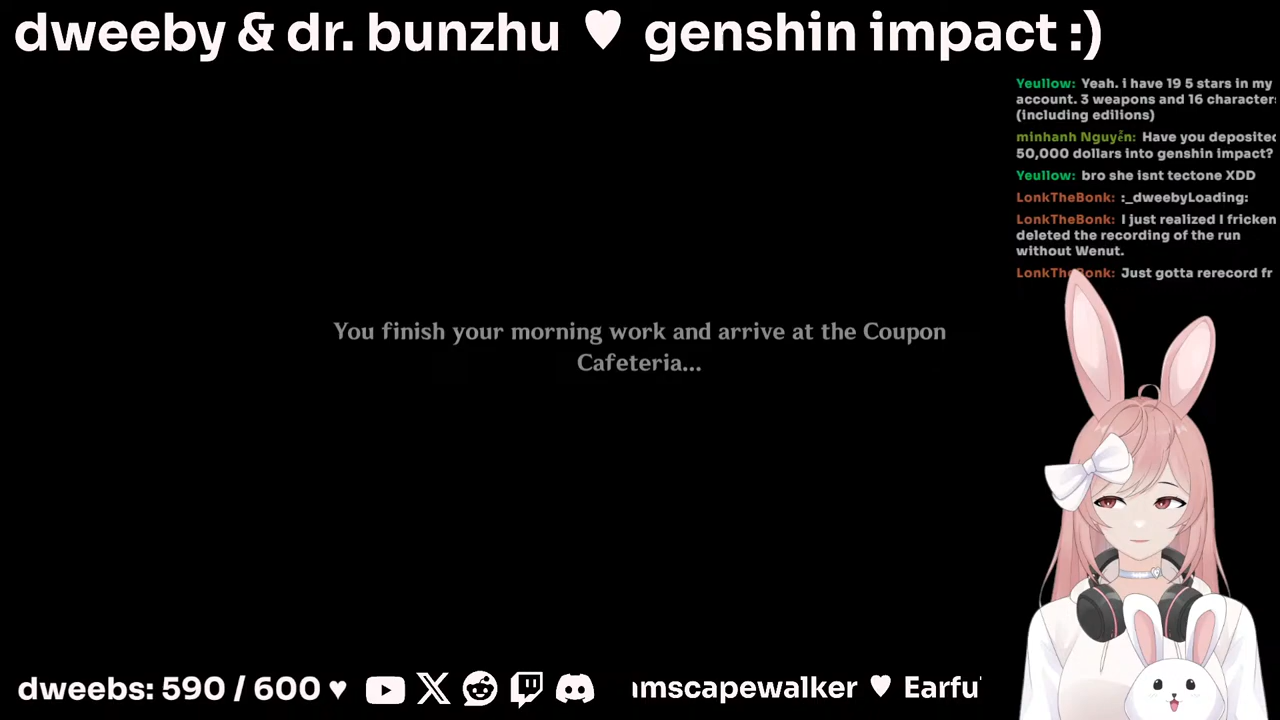 dweeby & dr. bunzhu ♥ genshin impact :)
Yeullow: Yeah. i have 19 5 stars in my
account. 3 weapons and 16 character
(including edilions)
minhanh Nguyễn: Have you deposited
50,000 dollars into genshin impact?
Yeullow: bro she isnt tectone XDD
LonkTheBonk: :_dweebyLoading:
LonkTheBonk: I just realized I fricken
deleted the recording of the run
without Wenut.
LonkTheBonk: Just gotta rerecord fr
You finish your morning work and arrive at the Coupon
Cafeteria...
dweebs: 590 / 600 ♥ mscapewalker ♥ Earfu